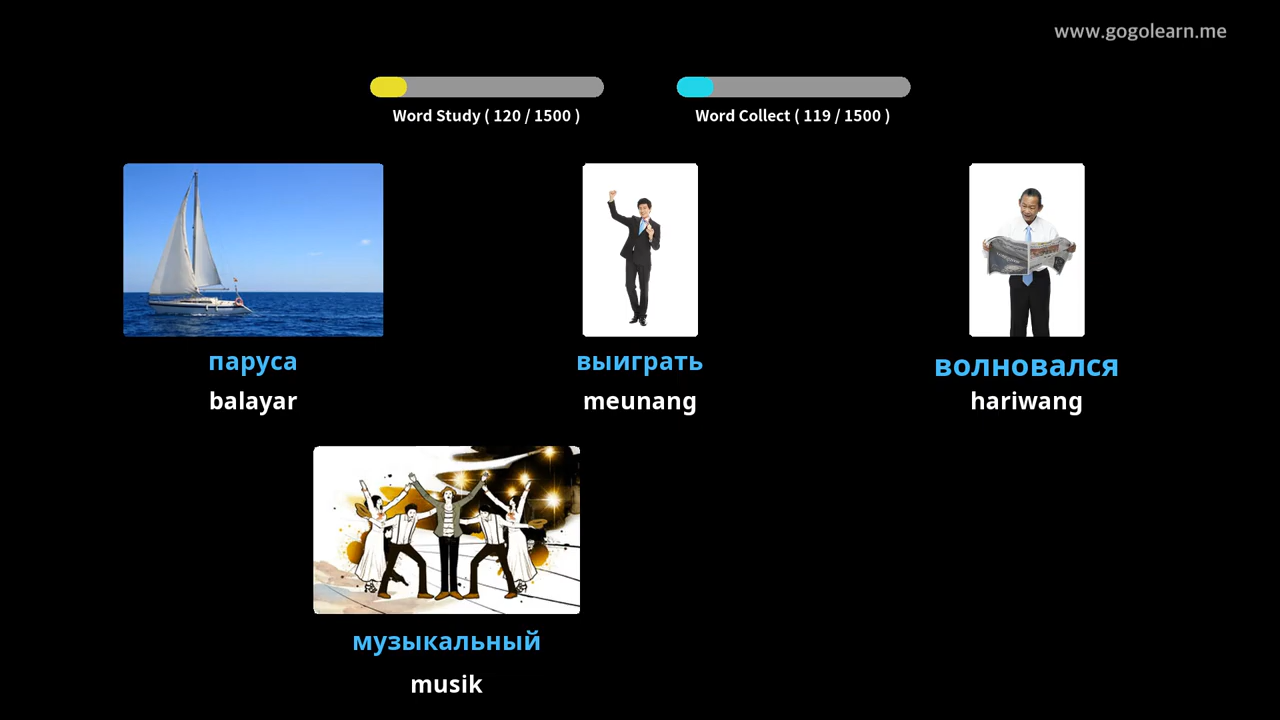 www.gogolearn.me
Word Study ( 120 / 1500 )
Word Collect ( 119 / 1500 )
паруса
выиграть
волновался
balayar
meunang
hariwang
музыкальный
musik